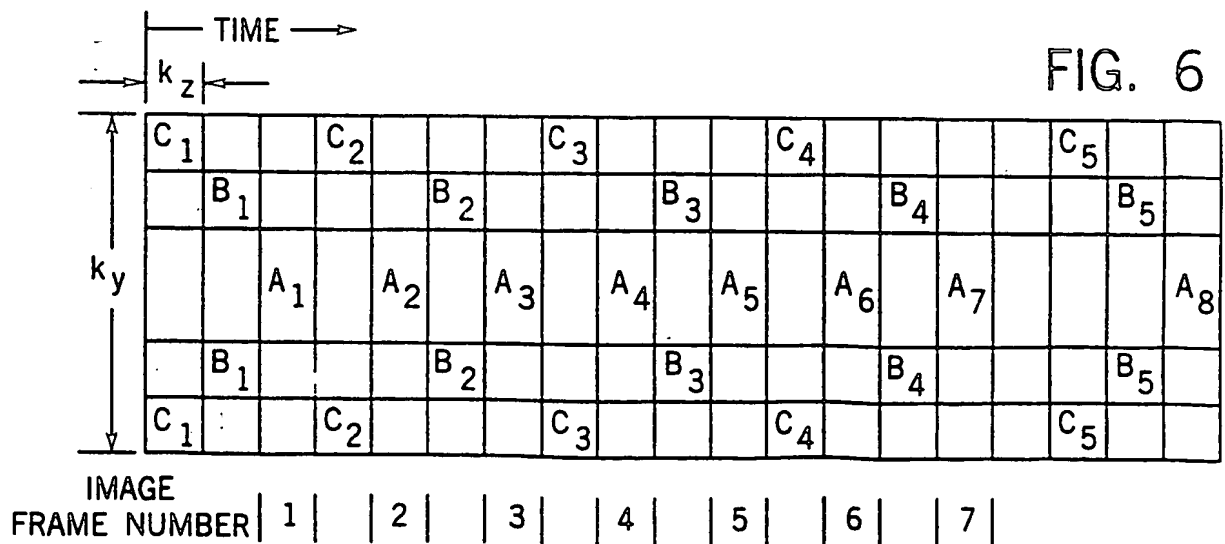 TIME
FIG. 6
k z
C1 C2 C3 C4 C5
B1 B2 B3 B4 B5
k y A1 A2 A3 A4 A5 A6 A7 A8
B1 B2 B3 B4 B5
C1 C2 C3 C4 C5
IMAGE
FRAME NUMBER 1 2 3 4 5 6 7